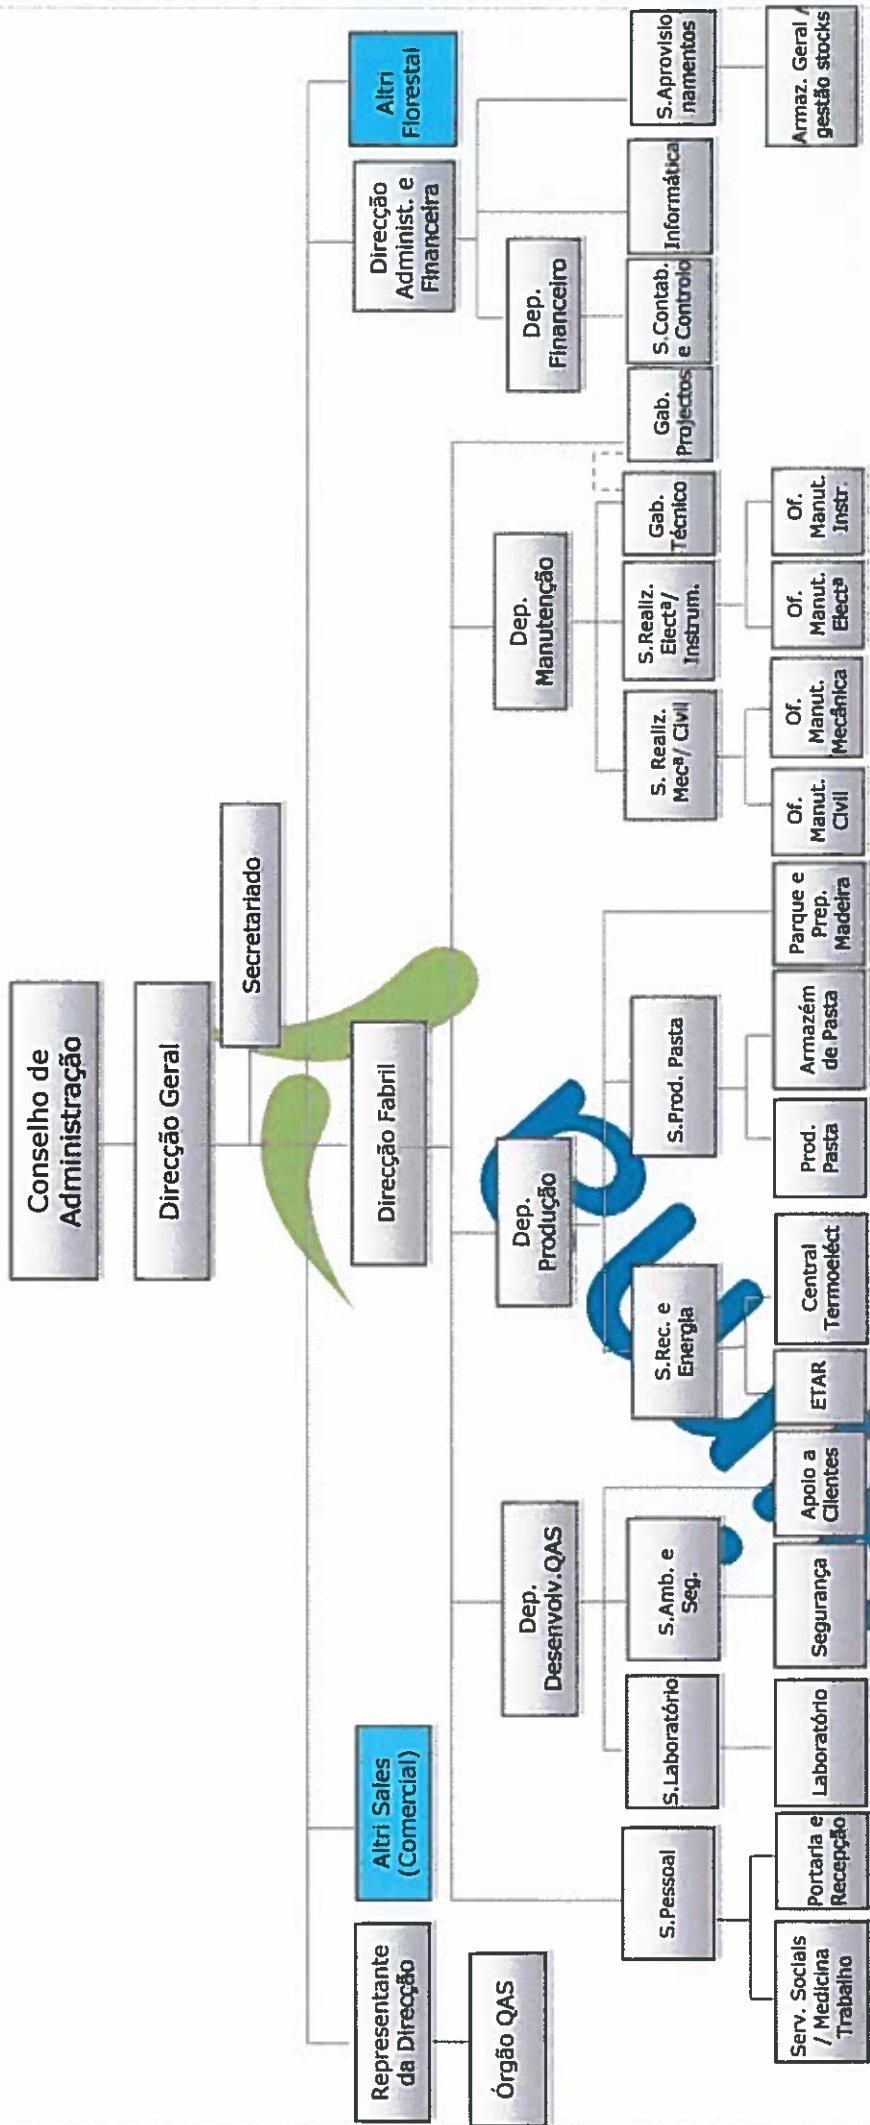 Conselho de
Administração
Direcção Geral
Secretariado
Representante
da Direcção
Altri Sales
(Comercial)
Direcção Fabril
Direcção
Administ. e
Financeira
Altri
Florestal
Órgão QAS
Dep.
Desenvolv.QAS
Dep.
Produção
Dep.
Manutenção
Dep.
Financeiro
S.Pessoal
S.Laboratório
S.Amb. e
Seg.
S.Rec. e
Energia
S.Prod. Pasta
S. Realiz.
Mecª/ Civil
S.Realiz.
Electª/
Instrum.
Gab.
Técnico
Gab.
Projectos
S.Contab.
e Controlo
Informática
S.Aprovisio
namentos
Serv. Sociais
/ Medicina
Trabalho
Portaria e
Recepção
Laboratório
Segurança
Apoio a
Clientes
ETAR
Central
Termoeléct
Prod.
Pasta
Armazém
de Pasta
Parque e
Prep.
Madeira
Of.
Manut.
Civil
Of.
Manut.
Mecânica
Of.
Manut.
Electª
Of.
Manut.
Instr.
Armaz. Geral /
gestão stocks